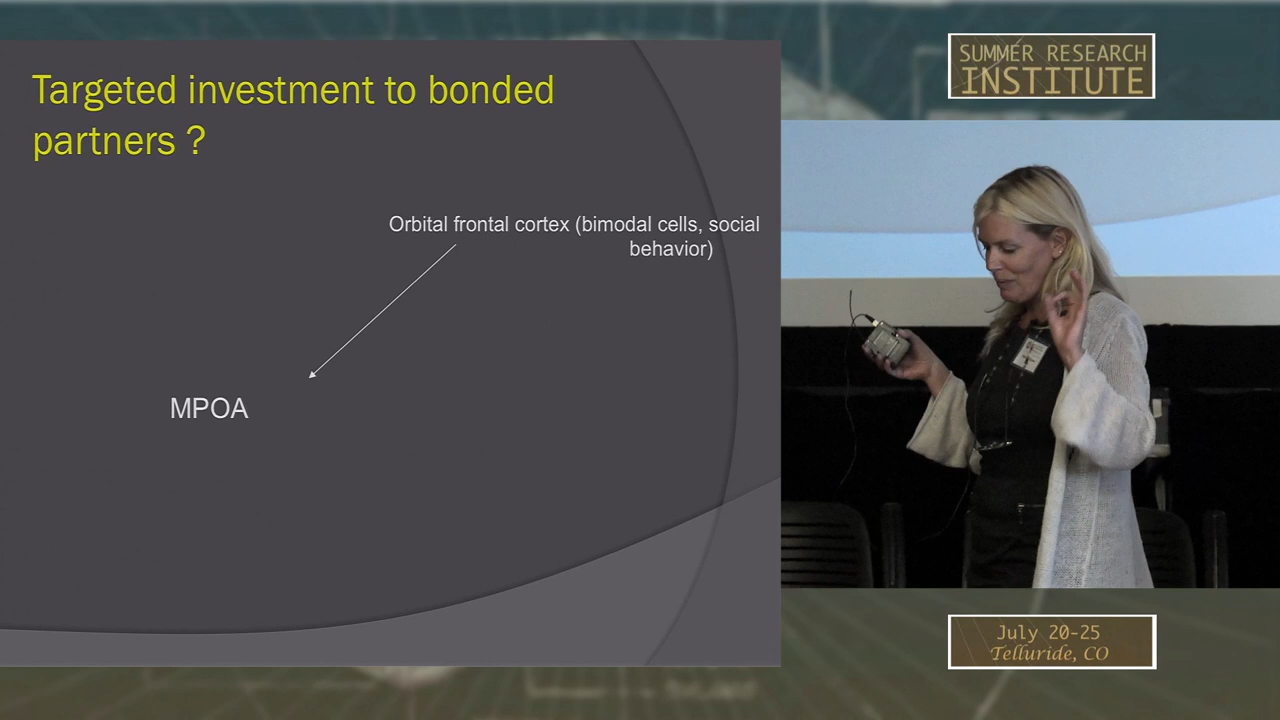 Targeted investment to bonded
partners ?
Orbital frontal cortex (bimodal cells, social
behavior)
MPOA
SUMMER RESEARCH
INSTITUTE
July 20-25
Telluride, CO